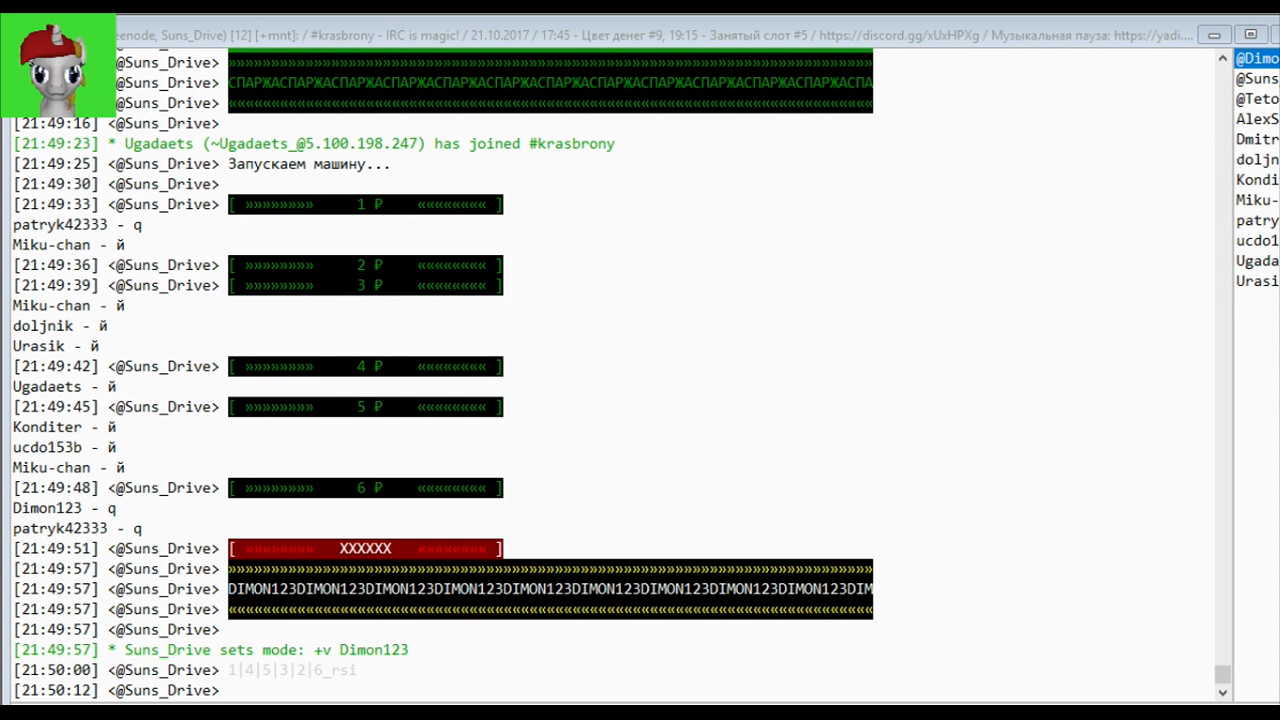 eenode, Suns_Drive) [12] [+mnt]: / #krasbrony - IRC is magic! / 21.10.2017 / 17:45 - Цвет денег #9, 19:15 - Занятый слот #5 / https://discord.gg/xUxHPXg / Музыкальная пауза: https://yadi....
@Suns_Drive> »»»»»»»»»»»»»»»»»»»»»»»»»»»»»»»»»»»»»»»»»»»»»»»»»»»»»»»»»»»»»»»»»»»»»»»»»»»
@Suns_Drive> СПАРЖАСПАРЖАСПАРЖАСПАРЖАСПАРЖАСПАРЖАСПАРЖАСПАРЖАСПАРЖАСПАРЖАСПАРЖАСПАРЖАСПА
@Suns_Drive> «««««««««««««««««««««««««««««««««««««««««««««««««««««««««««««««««««««««««««
[21:49:16] <@Suns_Drive>
[21:49:23] * Ugadaets (~Ugadaets_@5.100.198.247) has joined #krasbrony
[21:49:25] <@Suns_Drive> Запускаем машину...
[21:49:30] <@Suns_Drive>
[21:49:33] <@Suns_Drive> [ »»»»»»»» 1 ₽ «««««««« ]
patryk42333 - q
Miku-chan - й
[21:49:36] <@Suns_Drive> [ »»»»»»»» 2 ₽ «««««««« ]
[21:49:39] <@Suns_Drive> [ »»»»»»»» 3 ₽ «««««««« ]
Miku-chan - й
doljnik - й
Urasik - й
[21:49:42] <@Suns_Drive> [ »»»»»»»» 4 ₽ «««««««« ]
Ugadaets - й
[21:49:45] <@Suns_Drive> [ »»»»»»»» 5 ₽ «««««««« ]
Konditer - й
ucdo153b - й
Miku-chan - й
[21:49:48] <@Suns_Drive> [ »»»»»»»» 6 ₽ «««««««« ]
Dimon123 - q
patryk42333 - q
[21:49:51] <@Suns_Drive> [ »»»»»»»» XXXXXX «««««««« ]
[21:49:57] <@Suns_Drive> »»»»»»»»»»»»»»»»»»»»»»»»»»»»»»»»»»»»»»»»»»»»»»»»»»»»»»»»»»»»»»»»»»»»»»»»»»»
[21:49:57] <@Suns_Drive> DIMON123DIMON123DIMON123DIMON123DIMON123DIMON123DIMON123DIMON123DIMON123DIM
[21:49:57] <@Suns_Drive> «««««««««««««««««««««««««««««««««««««««««««««««««««««««««««««««««««««««««««
[21:49:57] <@Suns_Drive>
[21:49:57] * Suns_Drive sets mode: +v Dimon123
[21:50:00] <@Suns_Drive> 1|4|5|3|2|6_rsi
[21:50:12] <@Suns_Drive>
@Dimo
@Suns
@Teto
AlexS
Dmitr
doljn
Kondi
Miku-
patry
ucdo1
Ugada
Urasi